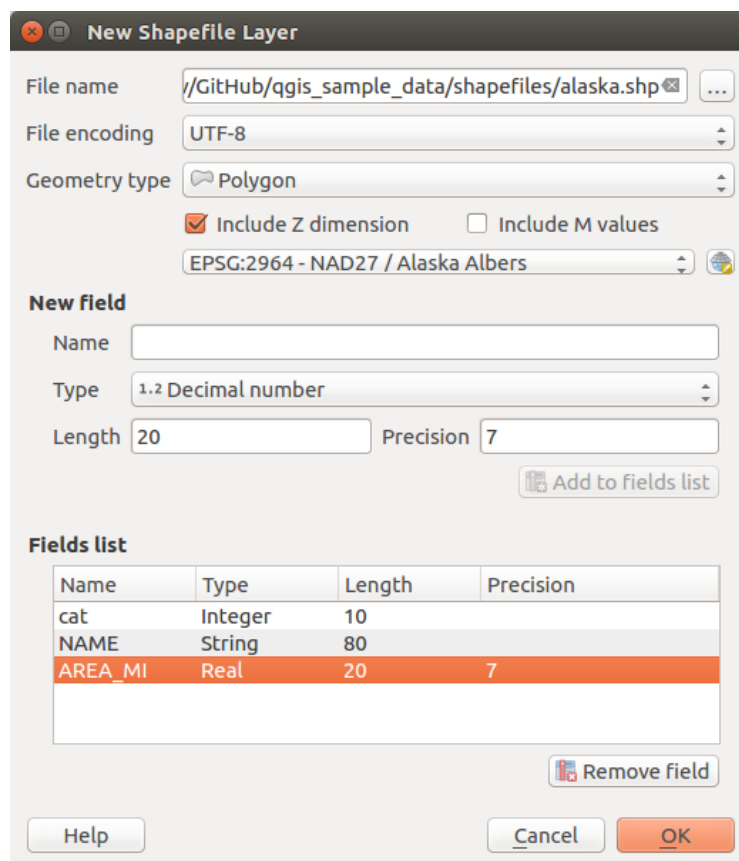 New Shapefile Layer
File name /GitHub/qgis_sample_data/shapefiles/alaska.shp ...
File encoding UTF-8
Geometry type Polygon
Include Z dimension Include M values
EPSG:2964 - NAD27 / Alaska Albers
New field
Name
Type 1.2 Decimal number
Length 20 Precision 7
Add to fields list
Fields list
Name Type Length Precision
cat Integer 10
NAME String 80
AREA_MI Real 20 7
Remove field
Help Cancel OK